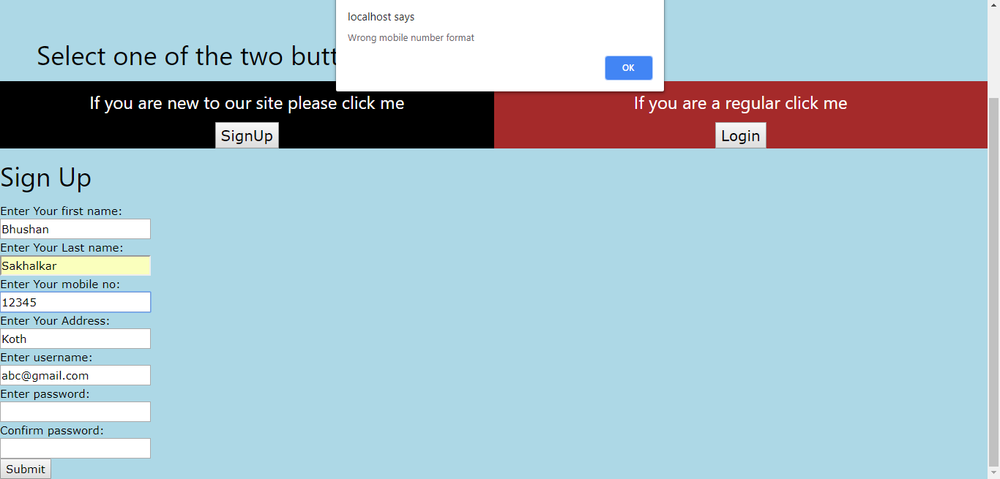 localhost says
Wrong mobile number format
OK
Select one of the two butt
If you are new to our site please click me
SignUp
If you are a regular click me
Login
Sign Up
Enter Your first name:
Bhushan
Enter Your Last name:
Sakhalkar
Enter Your mobile no:
12345
Enter Your Address:
Koth
Enter username:
abc@gmail.com
Enter password:
Confirm password:
Submit